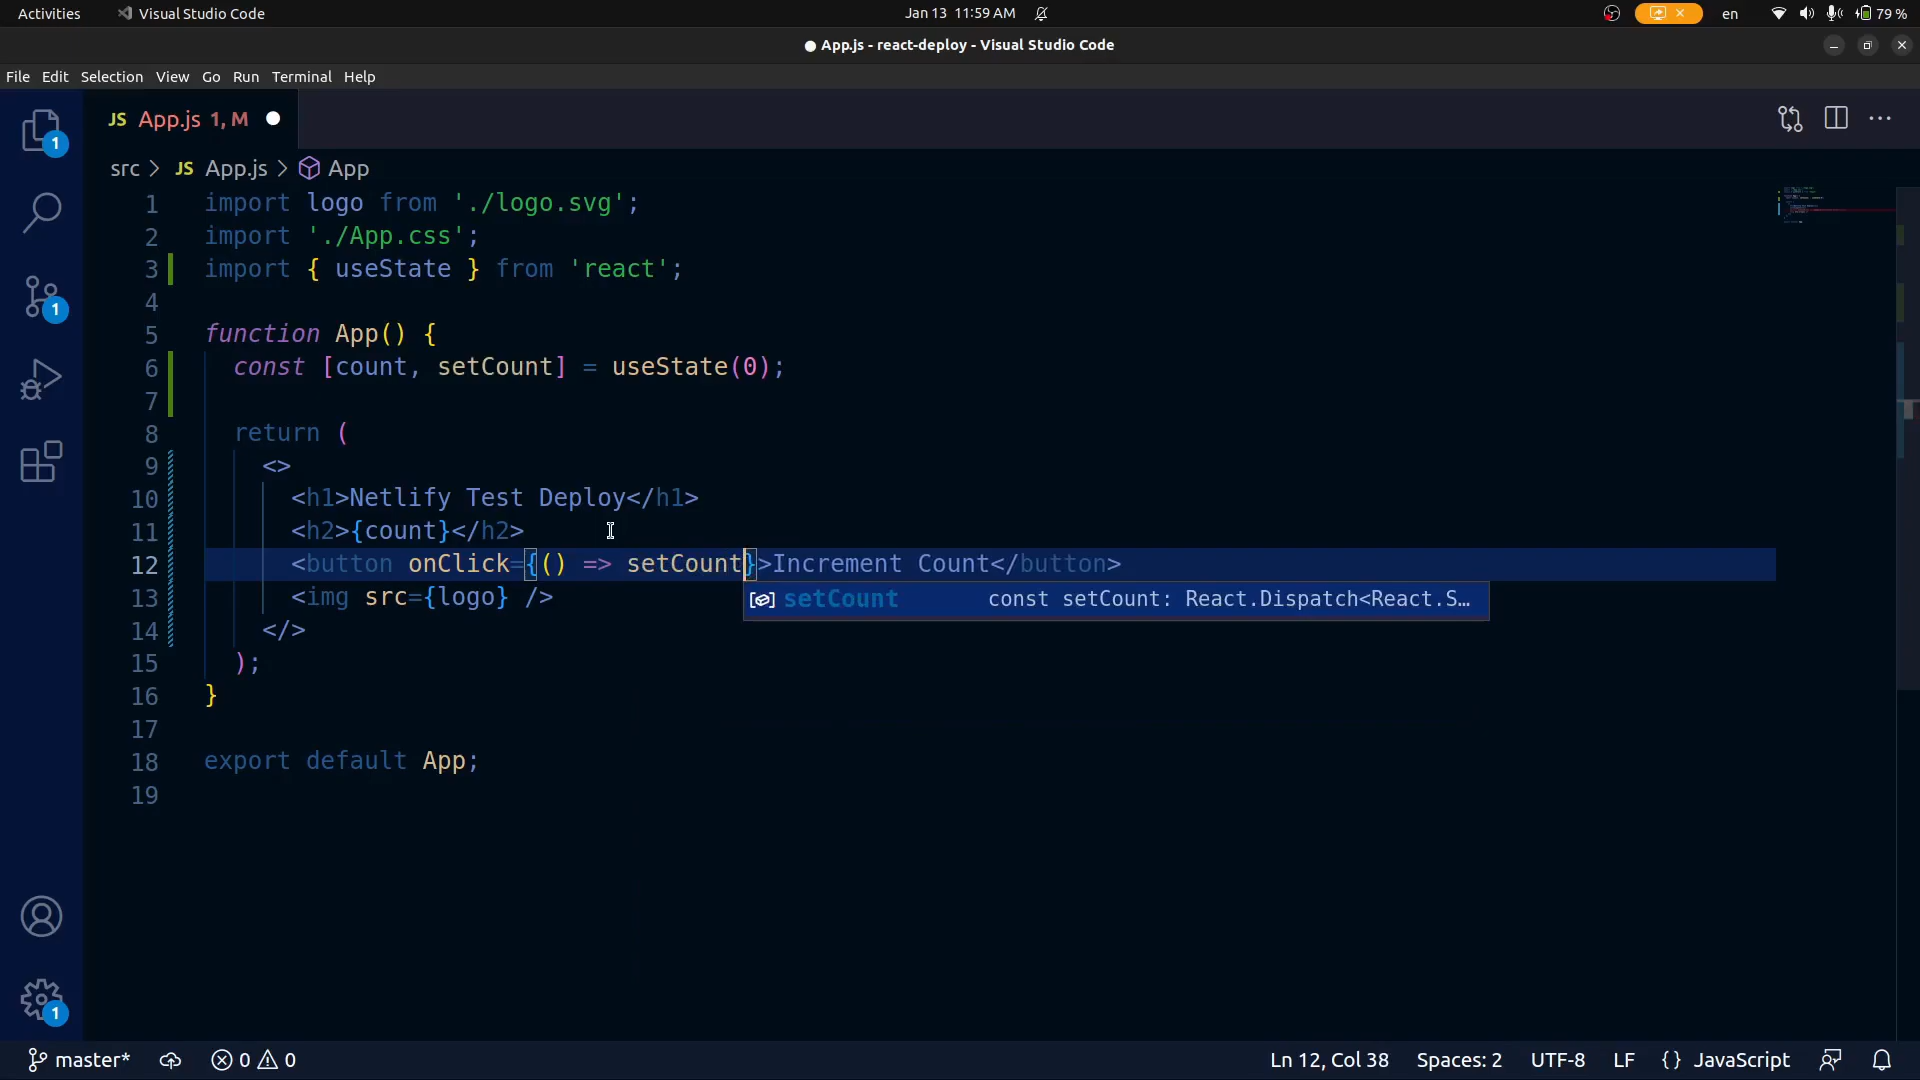 Activities Visual Studio Code Jan 13 11:59 AM en 79 %
● App.js - react-deploy - Visual Studio Code
File Edit Selection View Go Run Terminal Help
1 JS App.js 1, M
src > JS App.js > App
1 import logo from './logo.svg';
2 import './App.css';
3 import { useState } from 'react';
4
5 function App() {
6 const [count, setCount] = useState(0);
7
8 return (
9 <>
10 <h1>Netlify Test Deploy</h1>
11 <h2>{count}</h2>
12 <button onClick={() => setCount}>Increment Count</button>
13 <img src={logo} />
setCount const setCount: React.Dispatch<React.S…
14 </>
15 );
16 }
17
18 export default App;
19
1
1
master* 0 0 Ln 12, Col 38 Spaces: 2 UTF-8 LF {} JavaScript